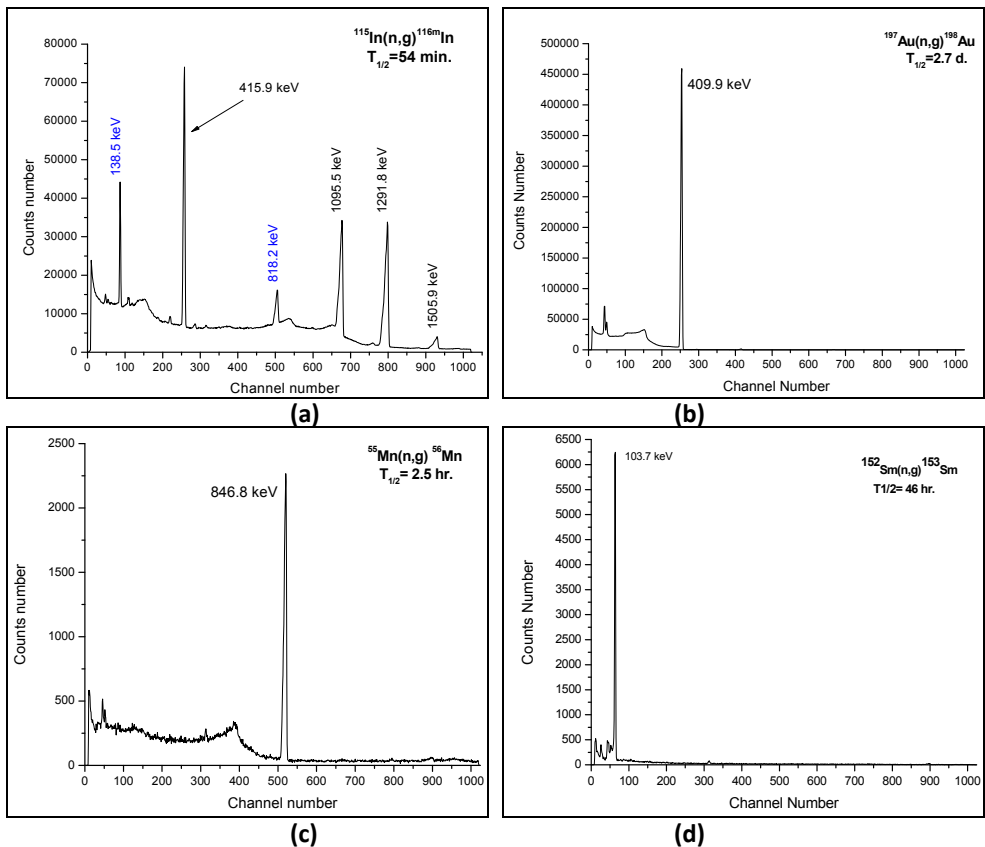 ¹¹⁵In(n,g)¹¹⁶ᵐIn
T₁/₂=54 min.
415.9 keV
138.5 keV
818.2 keV
1095.5 keV
1291.8 keV
1505.9 keV
Counts number
80000
70000
60000
50000
40000
30000
20000
10000
0
0 100 200 300 400 500 600 700 800 900 1000
Channel number
(a)
¹⁹⁷Au(n,g)¹⁹⁸Au
T₁/₂=2.7 d.
409.9 keV
Counts Number
500000
450000
400000
350000
300000
250000
200000
150000
100000
50000
0
0 100 200 300 400 500 600 700 800 900 1000
Channel Number
(b)
⁵⁵Mn(n,g) ⁵⁶Mn
T₁/₂= 2.5 hr.
846.8 keV
Counts number
2500
2000
1500
1000
500
0
0 100 200 300 400 500 600 700 800 900 1000
Channel number
(c)
¹⁵²Sm(n,g)¹⁵³Sm
T1/2= 46 hr.
103.7 keV
Counts Number
6500
6000
5500
5000
4500
4000
3500
3000
2500
2000
1500
1000
500
0
0 100 200 300 400 500 600 700 800 900 1000
Channel Number
(d)